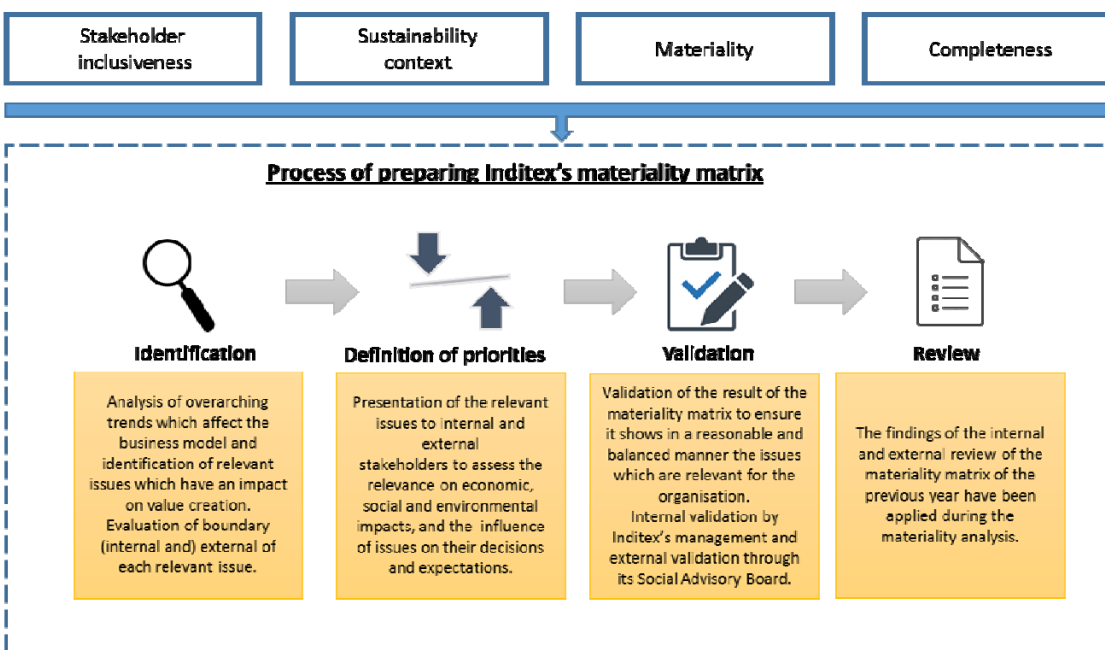 Stakeholder
inclusiveness
Sustainability
context
Materiality
Completeness
Process of preparing Inditex's materiality matrix
Identification
Definition of priorities
Validation
Review
Analysis of overarching
trends which affect the
business model and
identification of relevant
issues which have an impact
on value creation.
Evaluation of boundary
(internal and) external of
each relevant issue.
Presentation of the relevant
issues to internal and
external
stakeholders to assess the
relevance on economic,
social and environmental
impacts, and the influence
of issues on their decisions
and expectations.
Validation of the result of the
materiality matrix to ensure
it shows in a reasonable and
balanced manner the issues
which are relevant for the
organisation.
Internal validation by
Inditex's management and
external validation through
its Social Advisory Board.
The findings of the internal
and external review of the
materiality matrix of the
previous year have been
applied during the
materiality analysis.